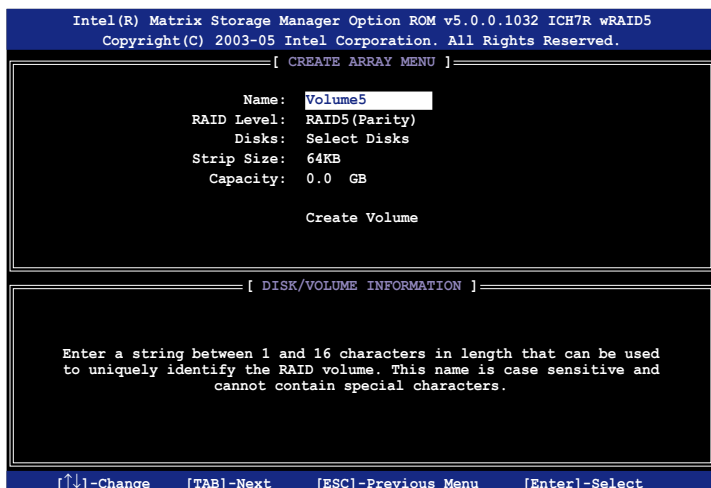 Intel(R) Matrix Storage Manager Option ROM v5.0.0.1032 ICH7R wRAID5
Copyright(C) 2003-05 Intel Corporation. All Rights Reserved.
[ CREATE ARRAY MENU ]
Name: Volume5
RAID Level: RAID5(Parity)
Disks: Select Disks
Strip Size: 64KB
Capacity: 0.0 GB
Create Volume
[ DISK/VOLUME INFORMATION ]
Enter a string between 1 and 16 characters in length that can be used
to uniquely identify the RAID volume. This name is case sensitive and
cannot contain special characters.
[↑↓]-Change [TAB]-Next [ESC]-Previous Menu [Enter]-Select